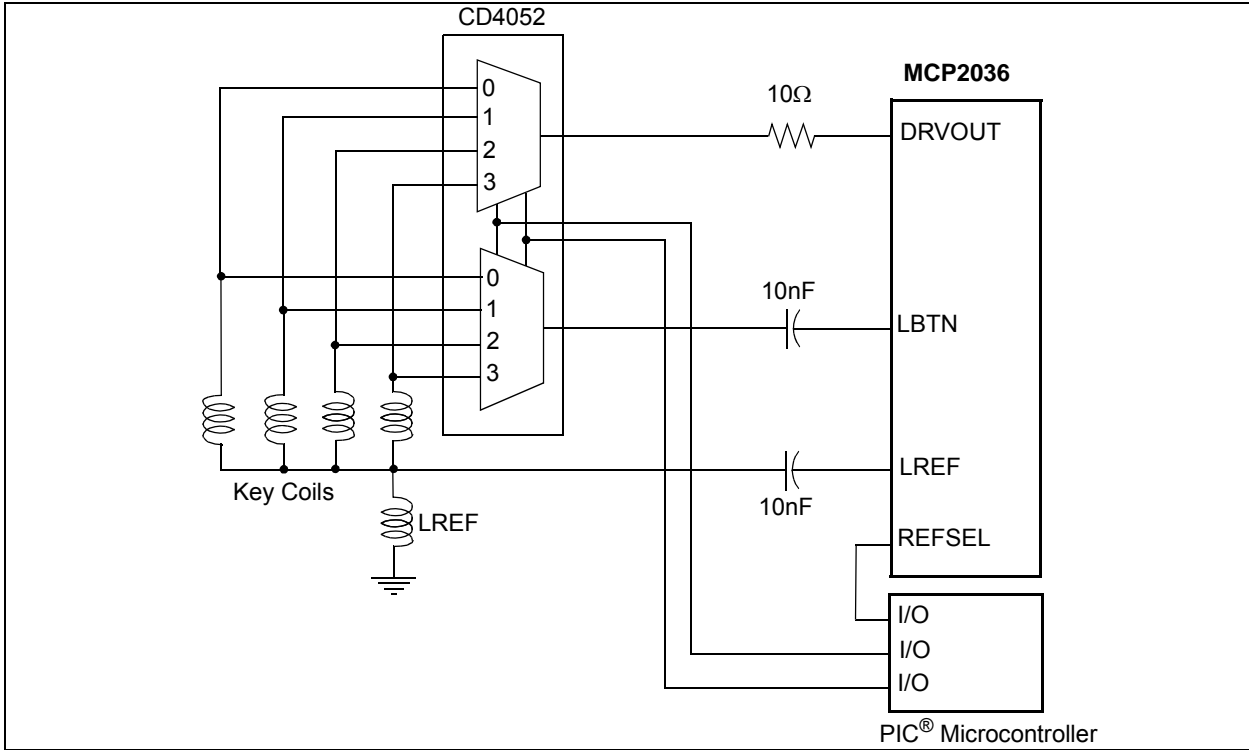 CD4052
MCP2036
0
1
2
3
10Ω
DRVOUT
0
1
2
3
10nF
LBTN
Key Coils
10nF
LREF
LREF
REFSEL
I/O
I/O
I/O
PIC® Microcontroller